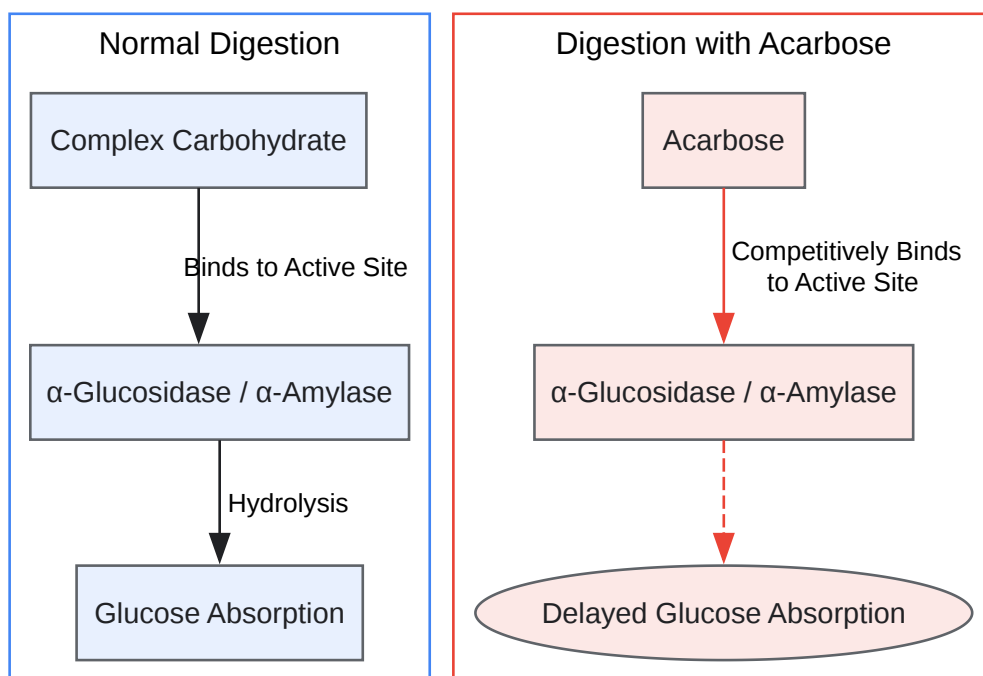 Normal Digestion
Complex Carbohydrate
Binds to Active Site
α-Glucosidase / α-Amylase
Hydrolysis
Glucose Absorption
Digestion with Acarbose
Acarbose
Competitively Binds
to Active Site
α-Glucosidase / α-Amylase
Delayed Glucose Absorption